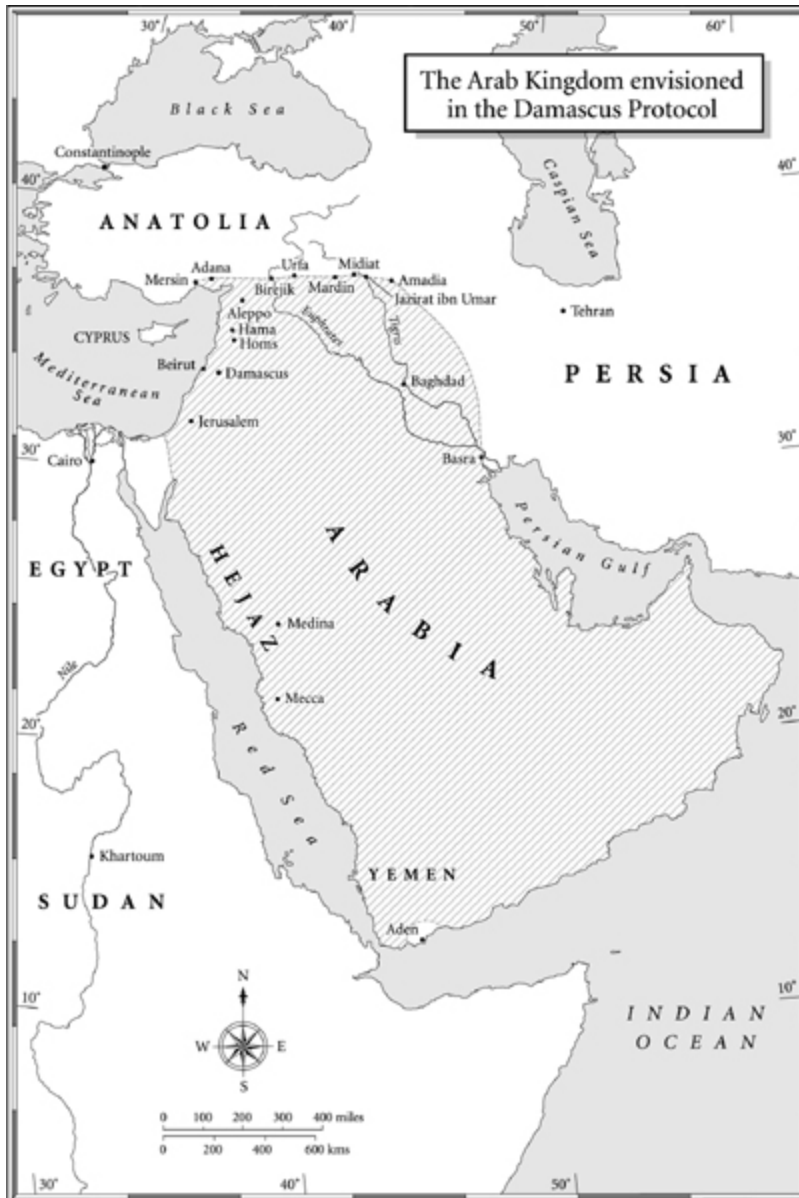 The Arab Kingdom envisioned
in the Damascus Protocol
30°
40°
50°
60°
Black Sea
Caspian Sea
Constantinople
40°
40°
ANATOLIA
Mersin
Adana
Birejik
Urfa
Mardin
Midiat
Amadia
Jazirat ibn Umar
Tehran
Aleppo
Hama
Homs
Euphrates
Tigris
CYPRUS
Beirut
Damascus
Baghdad
PERSIA
Mediterranean
Sea
Jerusalem
30°
30°
Cairo
Basra
Persian Gulf
EGYPT
HEJAZ
ARABIA
Medina
Nile
Mecca
20°
20°
Red Sea
Khartoum
YEMEN
SUDAN
Aden
10°
10°
INDIAN
OCEAN
N
W
E
S
0 100 200 300 400 miles
0 200 400 600 kms
30°
40°
50°